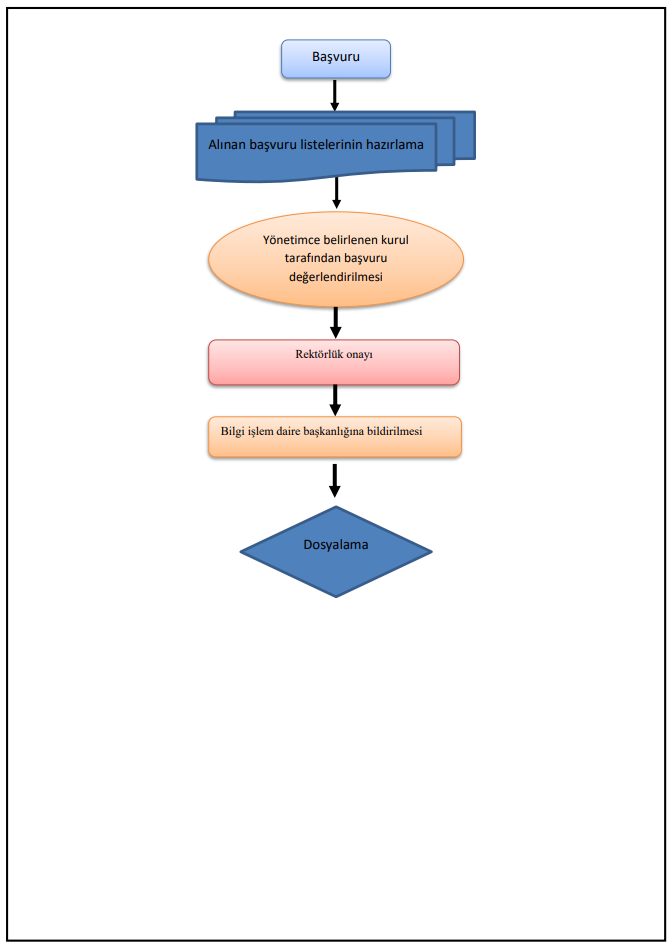 Başvuru
Alınan başvuru listelerinin hazırlama
Yönetimce belirlenen kurul
tarafından başvuru
değerlendirilmesi
Rektörlük onayı
Bilgi işlem daire başkanlığına bildirilmesi
Dosyalama